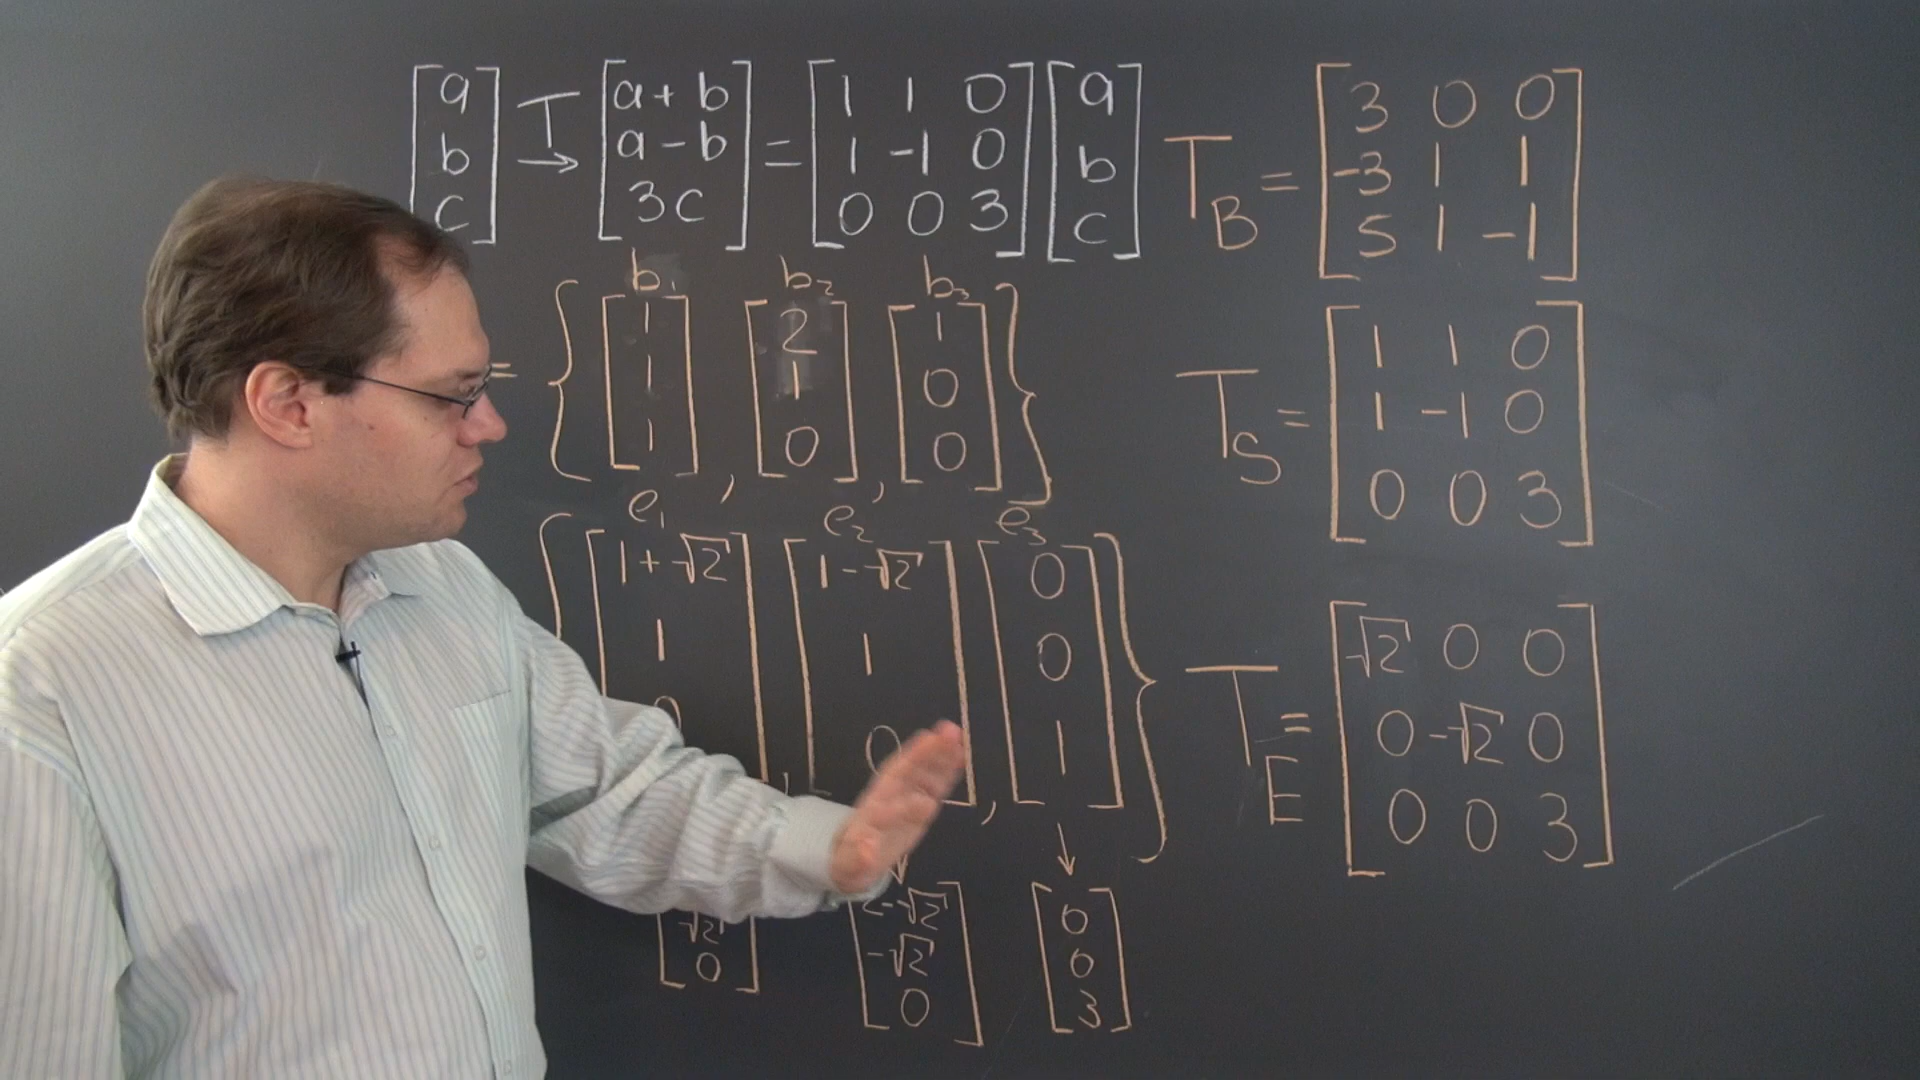 [a b c] T → [a+b a-b 3c] = [1 1 0; 1 -1 0; 0 0 3] [a b c]
T_B = [3 0 0; -3 1 1; 5 1 -1]
b₁ b₂ b₃
= {[1 1 1], [2 1 0], [1 0 0]}
T_S = [1 1 0; 1 -1 0; 0 0 3]
e₁ e₂ e₃
{[1+√2 1 0], [1-√2 1 0], [0 0 1]}
T_E = [√2 0 0; 0 -√2 0; 0 0 3]
↓ ↓
[√2 0] [2-√2 -√2 0] [0 0 3]